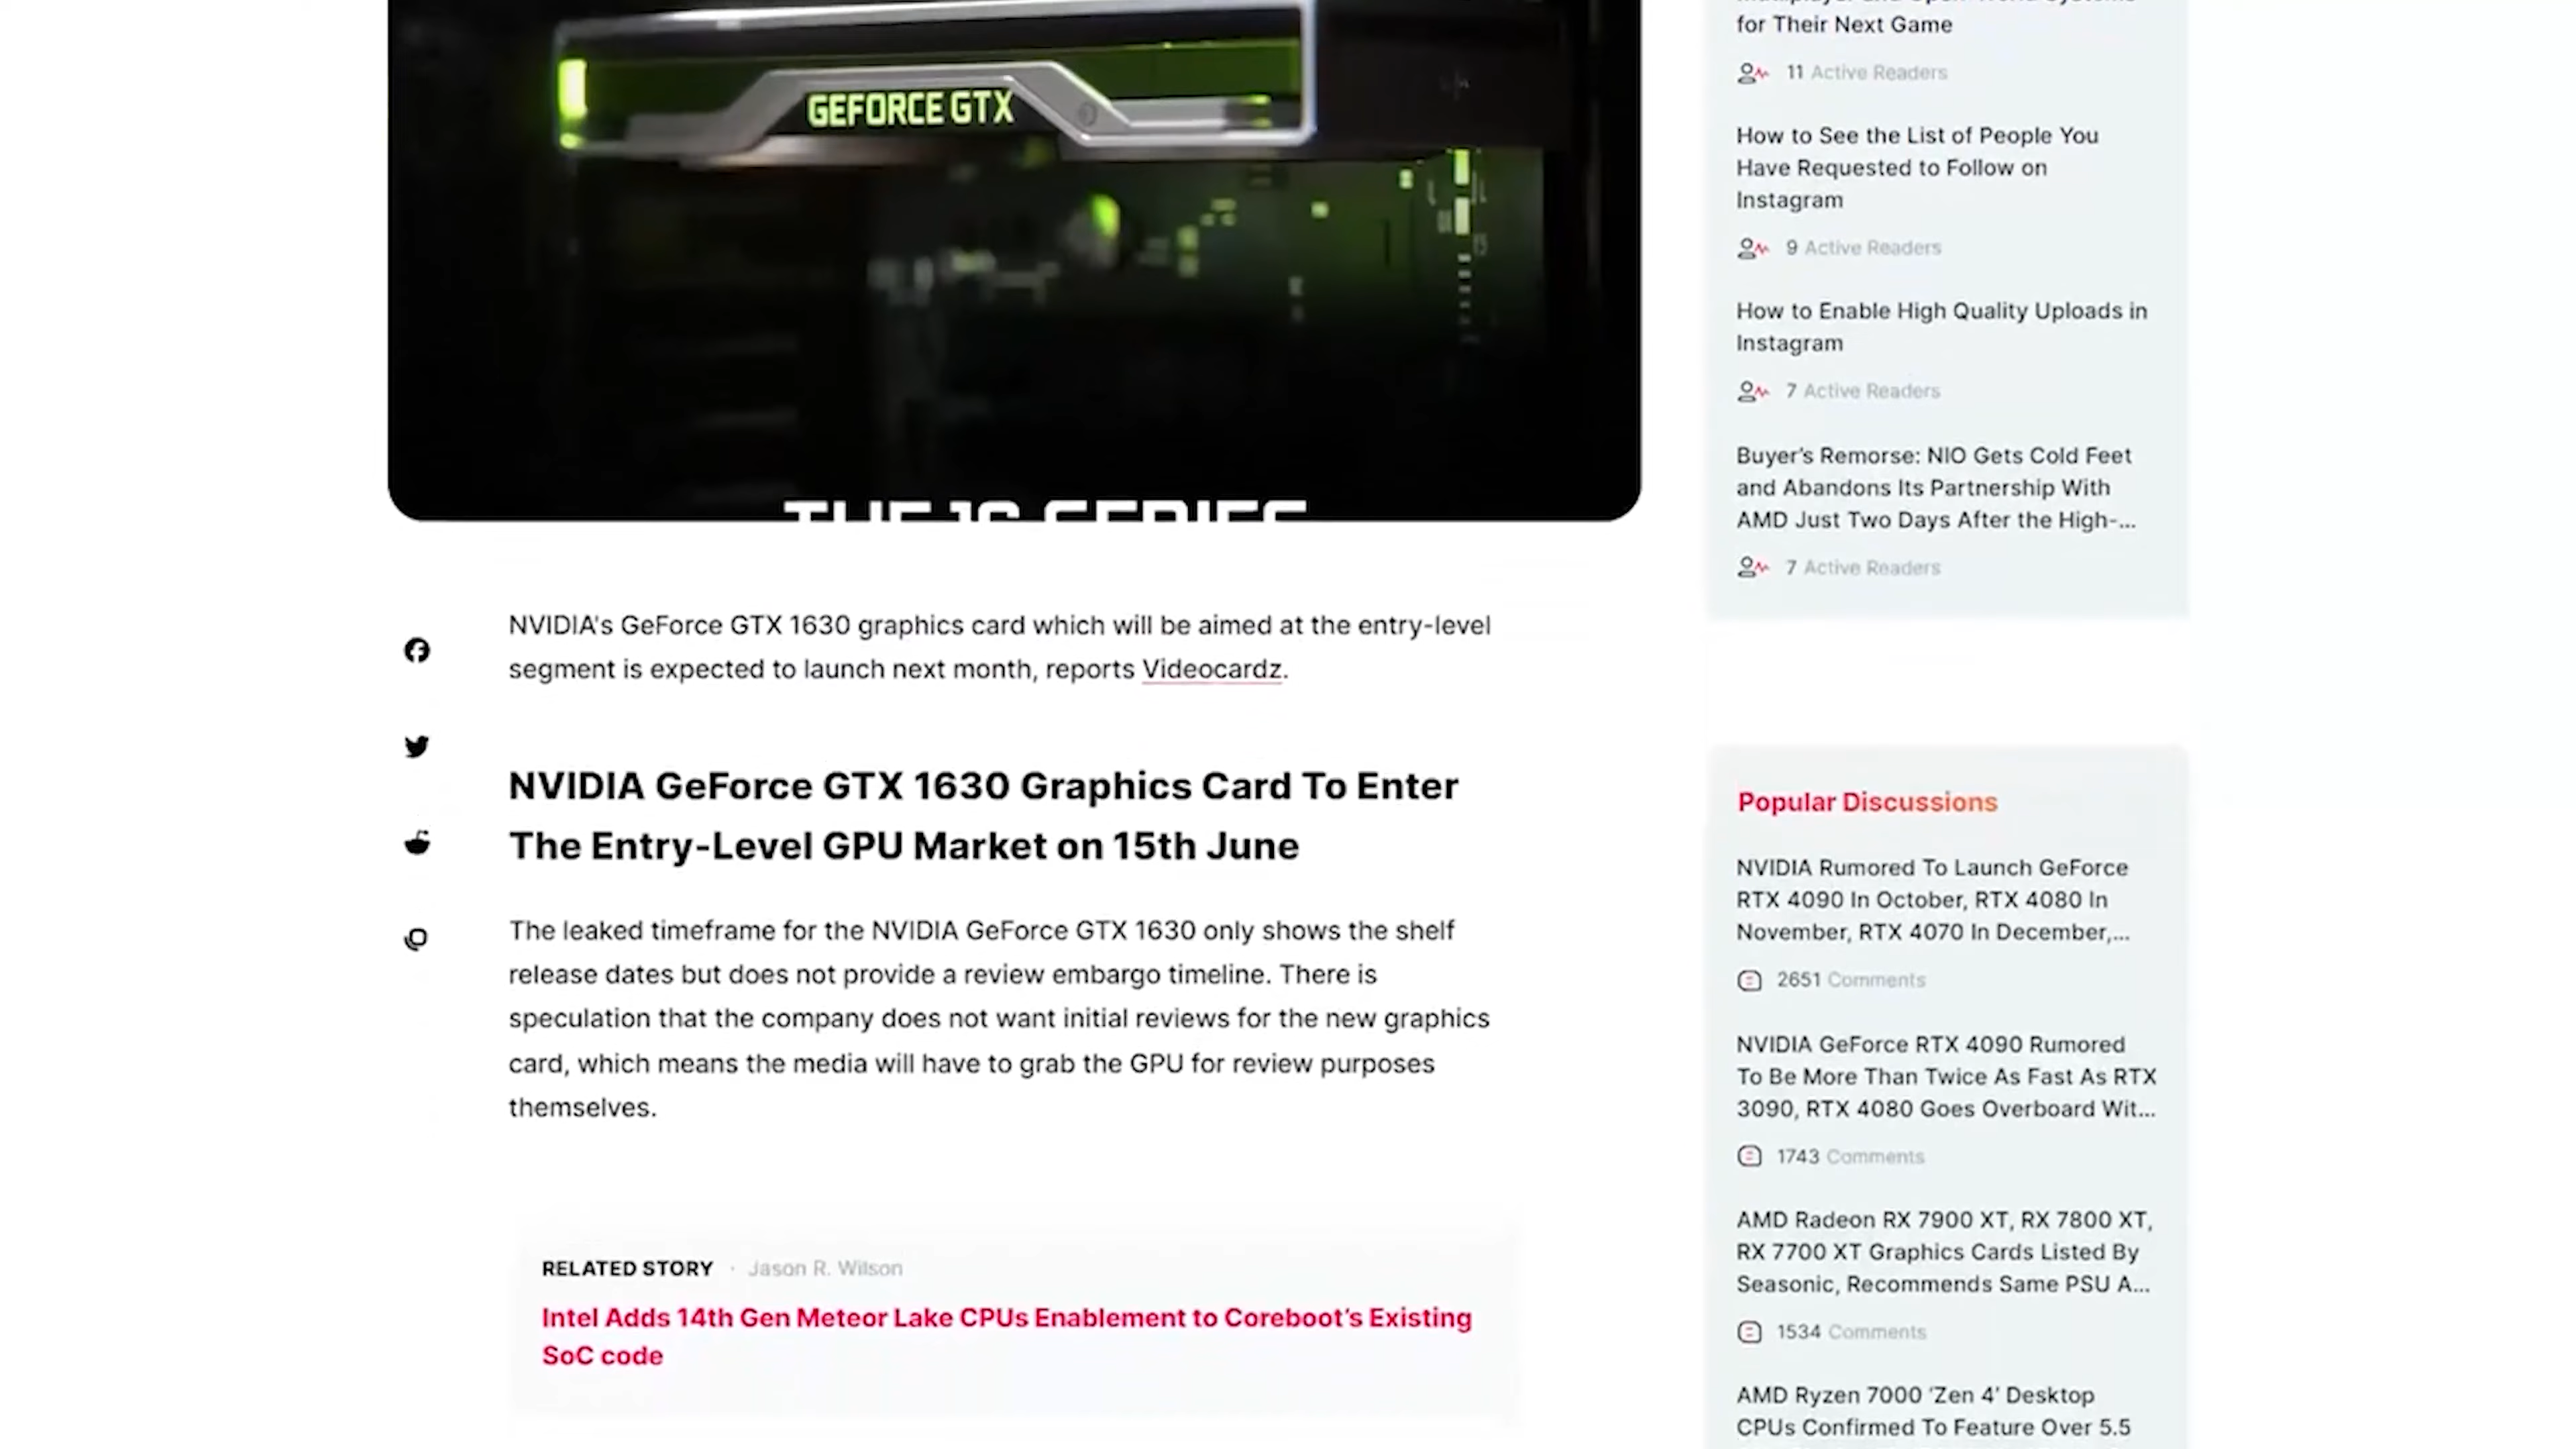 GEFORCE GTX
THE 16 SERIES
NVIDIA's GeForce GTX 1630 graphics card which will be aimed at the entry-level
segment is expected to launch next month, reports Videocardz.
NVIDIA GeForce GTX 1630 Graphics Card To Enter
The Entry-Level GPU Market on 15th June
The leaked timeframe for the NVIDIA GeForce GTX 1630 only shows the shelf
release dates but does not provide a review embargo timeline. There is
speculation that the company does not want initial reviews for the new graphics
card, which means the media will have to grab the GPU for review purposes
themselves.
RELATED STORY · Jason R. Wilson
Intel Adds 14th Gen Meteor Lake CPUs Enablement to Coreboot’s Existing
SoC code
for Their Next Game
11 Active Readers
How to See the List of People You
Have Requested to Follow on
Instagram
9 Active Readers
How to Enable High Quality Uploads in
Instagram
7 Active Readers
Buyer’s Remorse: NIO Gets Cold Feet
and Abandons Its Partnership With
AMD Just Two Days After the High-...
7 Active Readers
Popular Discussions
NVIDIA Rumored To Launch GeForce
RTX 4090 In October, RTX 4080 In
November, RTX 4070 In December,...
2651 Comments
NVIDIA GeForce RTX 4090 Rumored
To Be More Than Twice As Fast As RTX
3090, RTX 4080 Goes Overboard Wit...
1743 Comments
AMD Radeon RX 7900 XT, RX 7800 XT,
RX 7700 XT Graphics Cards Listed By
Seasonic, Recommends Same PSU A...
1534 Comments
AMD Ryzen 7000 ‘Zen 4’ Desktop
CPUs Confirmed To Feature Over 5.5